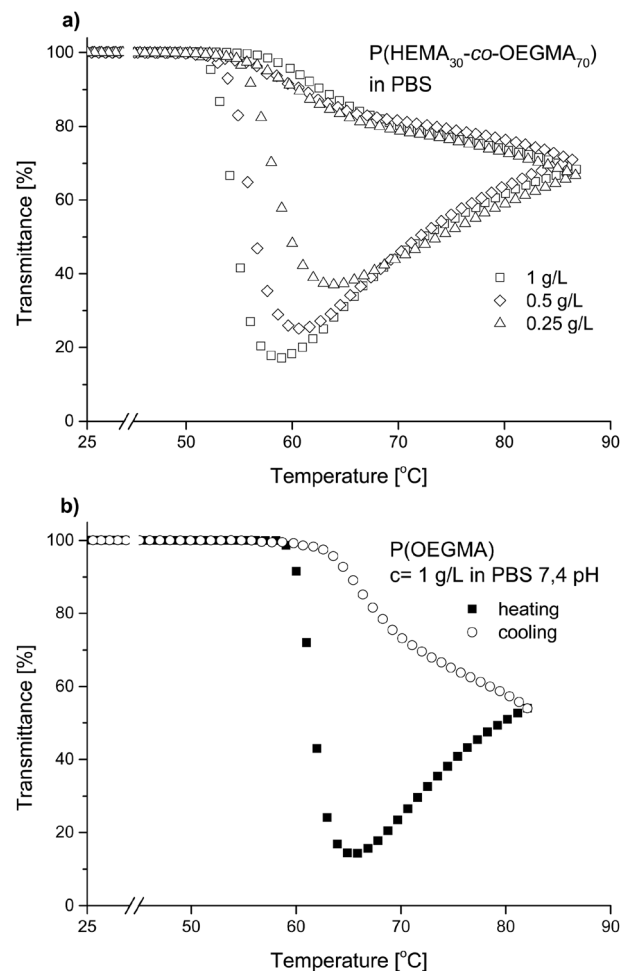 a)
100
80
60
40
20
0
Transmittance [%]
P(HEMA₃₀-co-OEGMA₇₀)
in PBS
1 g/L
0.5 g/L
0.25 g/L
25
50
60
70
80
90
Temperature [°C]
b)
100
80
60
40
20
0
Transmittance [%]
P(OEGMA)
c= 1 g/L in PBS 7,4 pH
heating
cooling
25
50
60
70
80
90
Temperature [°C]